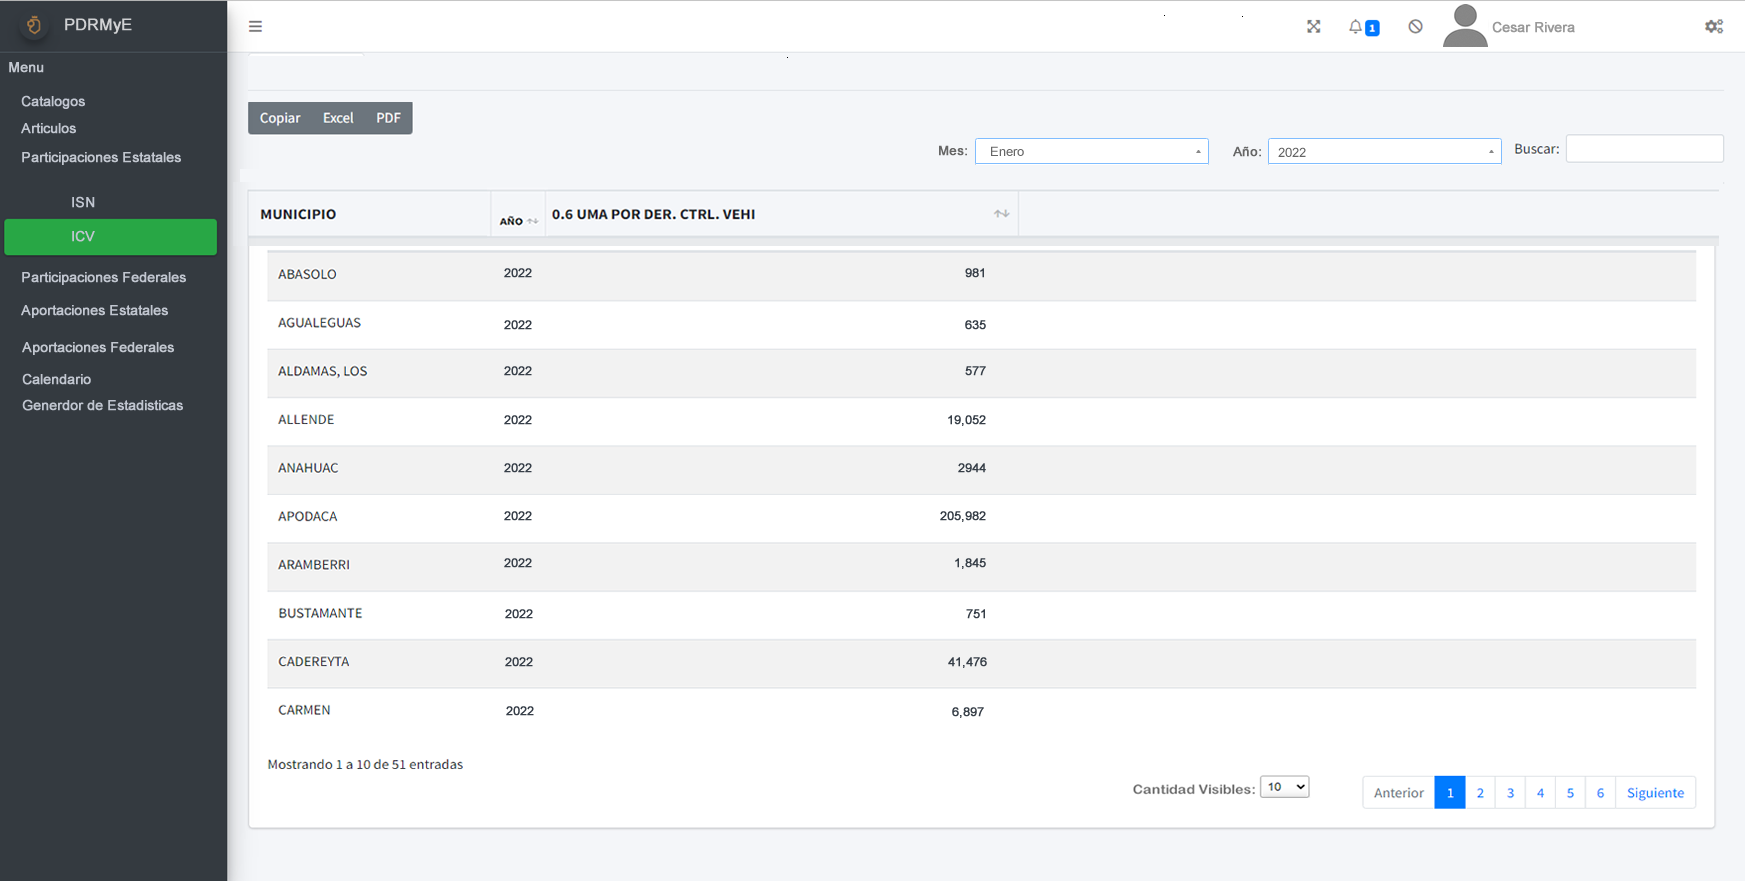 PDRMyE
1
Cesar Rivera
Menu
Catalogos
Articulos
Participaciones Estatales
ISN
ICV
Participaciones Federales
Aportaciones Estatales
Aportaciones Federales
Calendario
Generdor de Estadisticas
Copiar Excel PDF
Mes: Enero Año: 2022 Buscar:
MUNICIPIO AÑO 0.6 UMA POR DER. CTRL. VEHI
ABASOLO 2022 981
AGUALEGUAS 2022 635
ALDAMAS, LOS 2022 577
ALLENDE 2022 19,052
ANAHUAC 2022 2944
APODACA 2022 205,982
ARAMBERRI 2022 1,845
BUSTAMANTE 2022 751
CADEREYTA 2022 41,476
CARMEN 2022 6,897
Mostrando 1 a 10 de 51 entradas
Cantidad Visibles: 10
Anterior 1 2 3 4 5 6 Siguiente